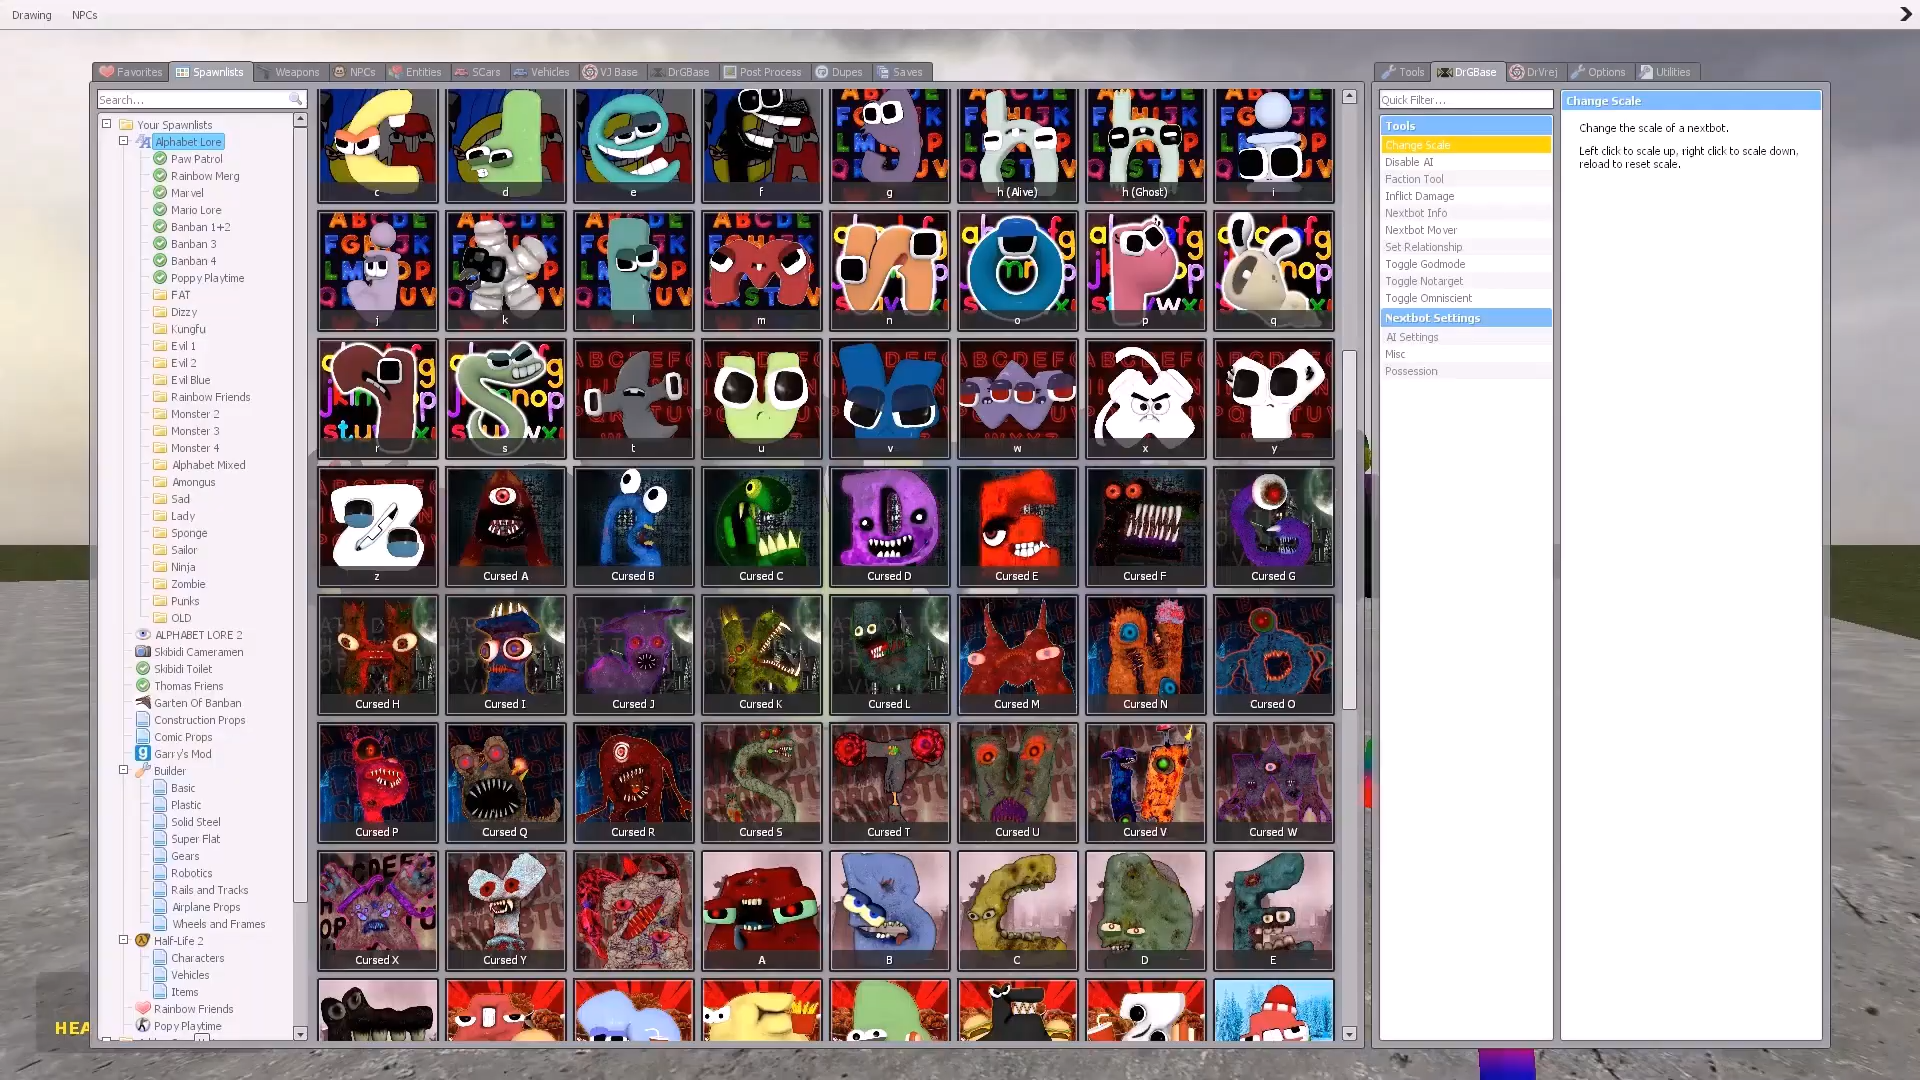 Drawing NPCs
Favorites Spawnlists Weapons NPCs Entities SCars Vehicles VJ Base DrGBase Post Process Dupes Saves
Search...
Your Spawnlists
Alphabet Lore
Paw Patrol
Rainbow Merg
Marvel
Mario Lore
Banban 1+2
Banban 3
Banban 4
Poppy Playtime
FAT
Dizzy
Kungfu
Evil 1
Evil 2
Evil Blue
Rainbow Friends
Monster 2
Monster 3
Monster 4
Alphabet Mixed
Amongus
Sad
Lady
Sponge
Sailor
Ninja
Zombie
Punks
OLD
ALPHABET LORE 2
Skibidi Cameramen
Skibidi Toilet
Thomas Friens
Garten Of Banban
Construction Props
Comic Props
Garry's Mod
Builder
Basic
Plastic
Solid Steel
Super Flat
Gears
Robotics
Rails and Tracks
Airplane Props
Wheels and Frames
Half-Life 2
Characters
Vehicles
Items
Rainbow Friends
Popy Playtime
c d e f g h (Alive) h (Ghost) i
j k l m n o p q
r s t u v w x y
z Cursed A Cursed B Cursed C Cursed D Cursed E Cursed F Cursed G
Cursed H Cursed I Cursed J Cursed K Cursed L Cursed M Cursed N Cursed O
Cursed P Cursed Q Cursed R Cursed S Cursed T Cursed U Cursed V Cursed W
Cursed X Cursed Y A B C D E
Tools DrGBase DrVrej Options Utilities
Quick Filter...
Tools
Change Scale
Disable AI
Faction Tool
Inflict Damage
Nextbot Info
Nextbot Mover
Set Relationship
Toggle Godmode
Toggle Notarget
Toggle Omniscient
Nextbot Settings
AI Settings
Misc
Possession
Change Scale
Change the scale of a nextbot.
Left click to scale up, right click to scale down,
reload to reset scale.
HEA